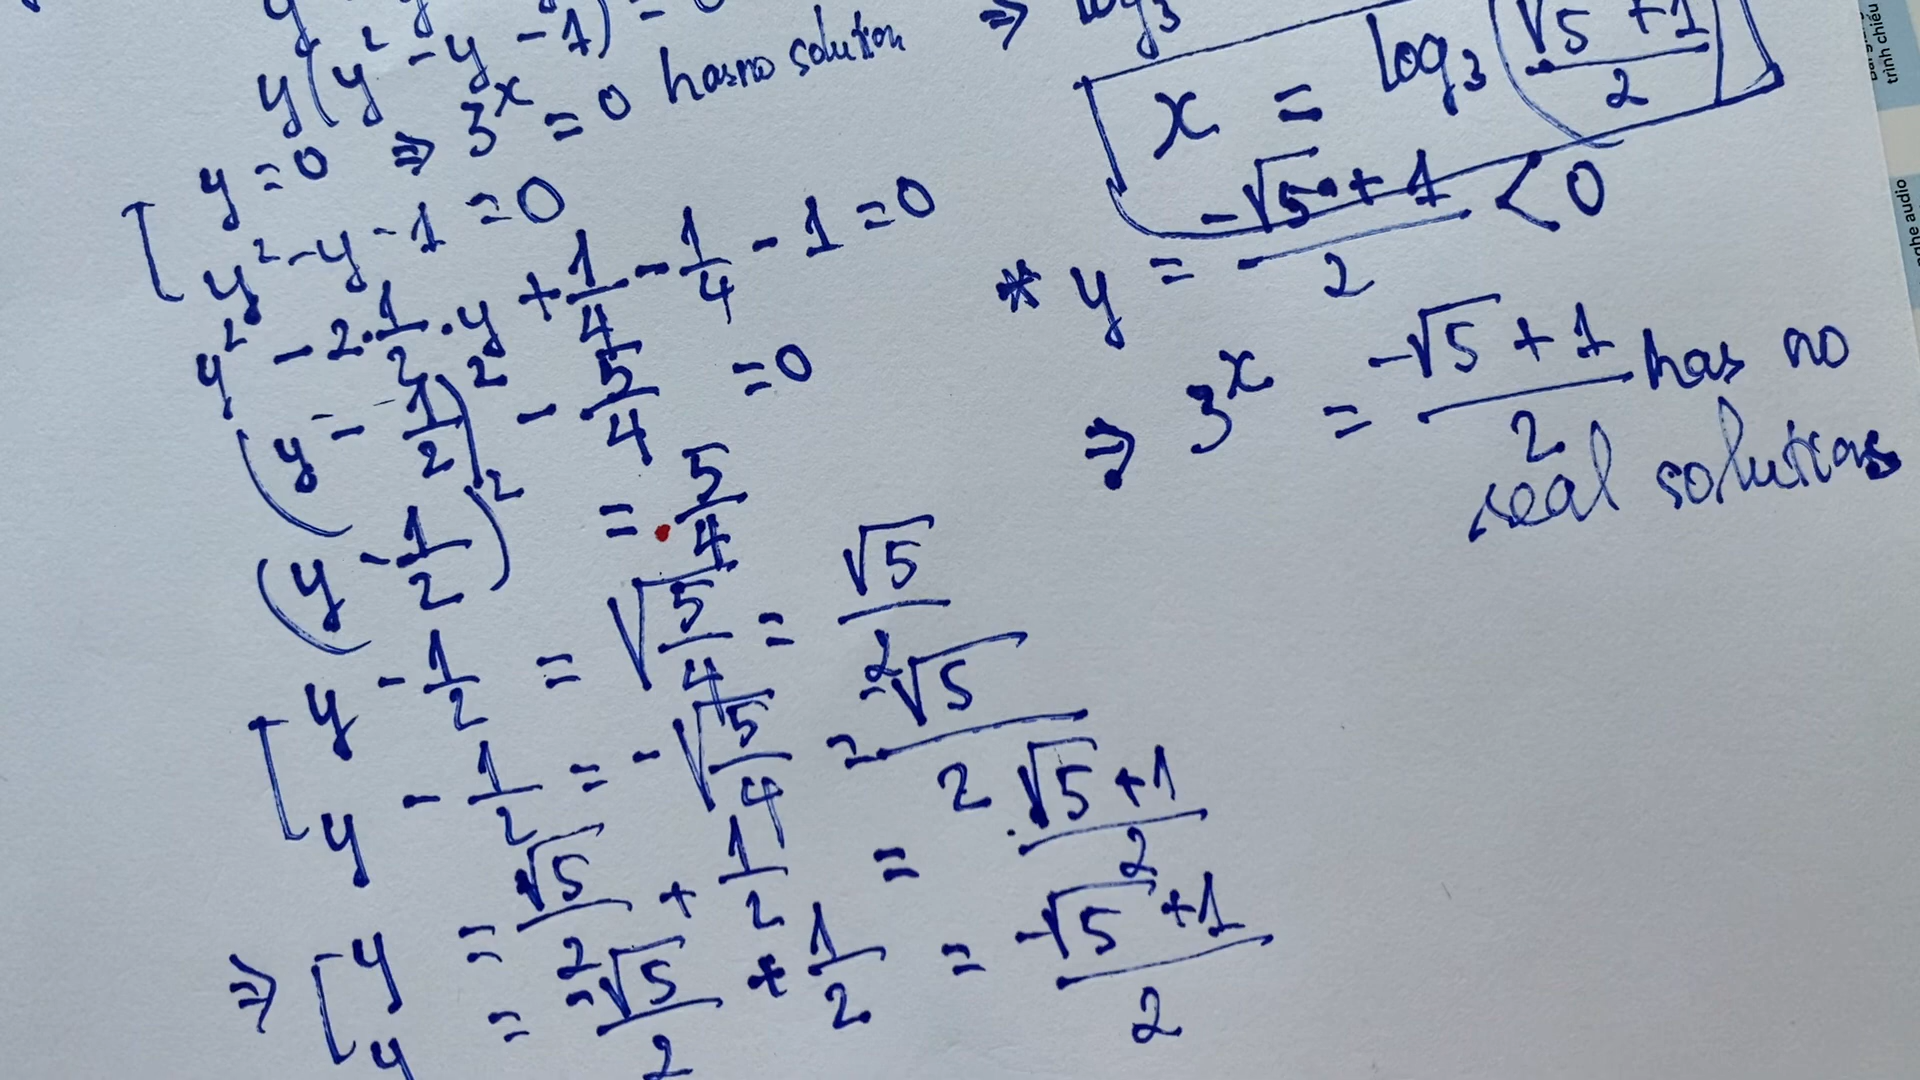 y(y² - y - 1) = 0
y = 0 ⇒ 3ˣ = 0 has no solution
y² - y - 1 = 0
y² - 2·1/2·y + 1/4 - 1/4 - 1 = 0
(y - 1/2)² - 5/4 = 0
(y - 1/2)² = 5/4
y - 1/2 = √(5/4) = √5/2
y - 1/2 = -√(5/4) = -√5/2
⇒ y = √5/2 + 1/2 = (√5 + 1)/2
y = -√5/2 + 1/2 = (-√5 + 1)/2
⇒ log₃
x = log₃((√5 + 1)/2)
* y = (-√5 + 1)/2 < 0
⇒ 3ˣ = (-√5 + 1)/2 has no
real solutions
trình chiếu
nghe audio